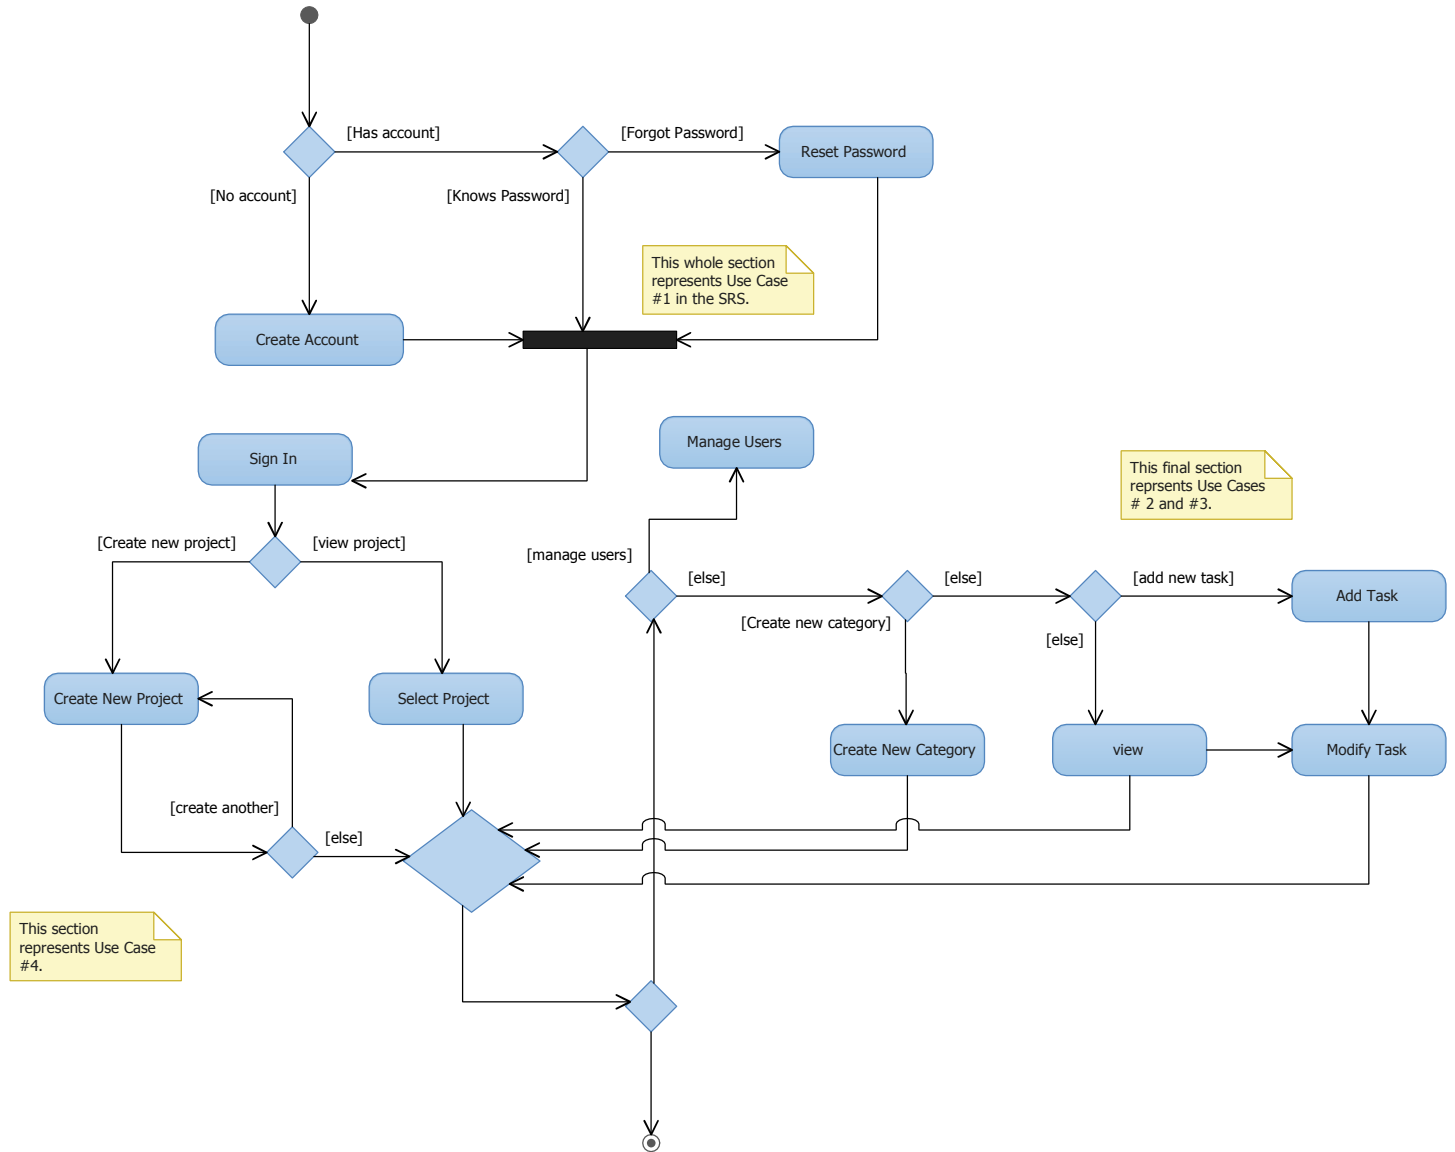 [Has account]
[Forgot Password]
Reset Password
[No account]
[Knows Password]
This whole section
represents Use Case
#1 in the SRS.
Create Account
Manage Users
Sign In
This final section
reprsents Use Cases
# 2 and #3.
[Create new project]
[view project]
[manage users]
[else]
[else]
[add new task]
Add Task
[Create new category]
[else]
Create New Project
Select Project
Create New Category
view
Modify Task
[create another]
[else]
This section
represents Use Case
#4.